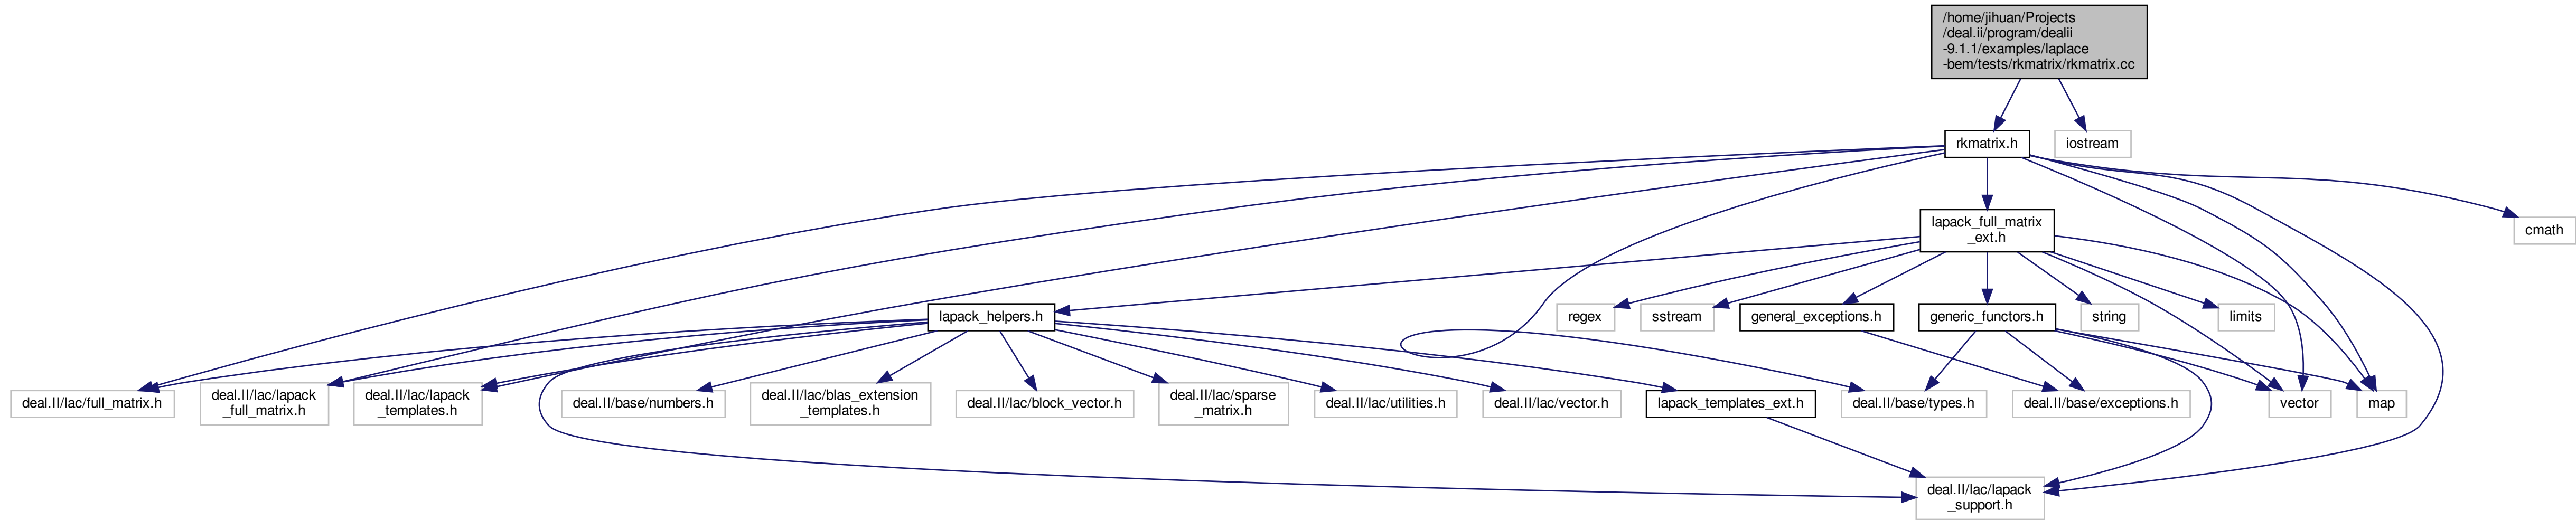 /home/jihuan/Projects
/deal.ii/program/dealii
-9.1.1/examples/laplace
-bem/tests/rkmatrix/rkmatrix.cc
rkmatrix.h
iostream
lapack_full_matrix
_ext.h
cmath
lapack_helpers.h
regex
sstream
general_exceptions.h
generic_functors.h
string
limits
deal.II/lac/full_matrix.h
deal.II/lac/lapack
_full_matrix.h
deal.II/lac/lapack
_templates.h
deal.II/base/numbers.h
deal.II/lac/blas_extension
_templates.h
deal.II/lac/block_vector.h
deal.II/lac/sparse
_matrix.h
deal.II/lac/utilities.h
deal.II/lac/vector.h
lapack_templates_ext.h
deal.II/base/types.h
deal.II/base/exceptions.h
vector
map
deal.II/lac/lapack
_support.h